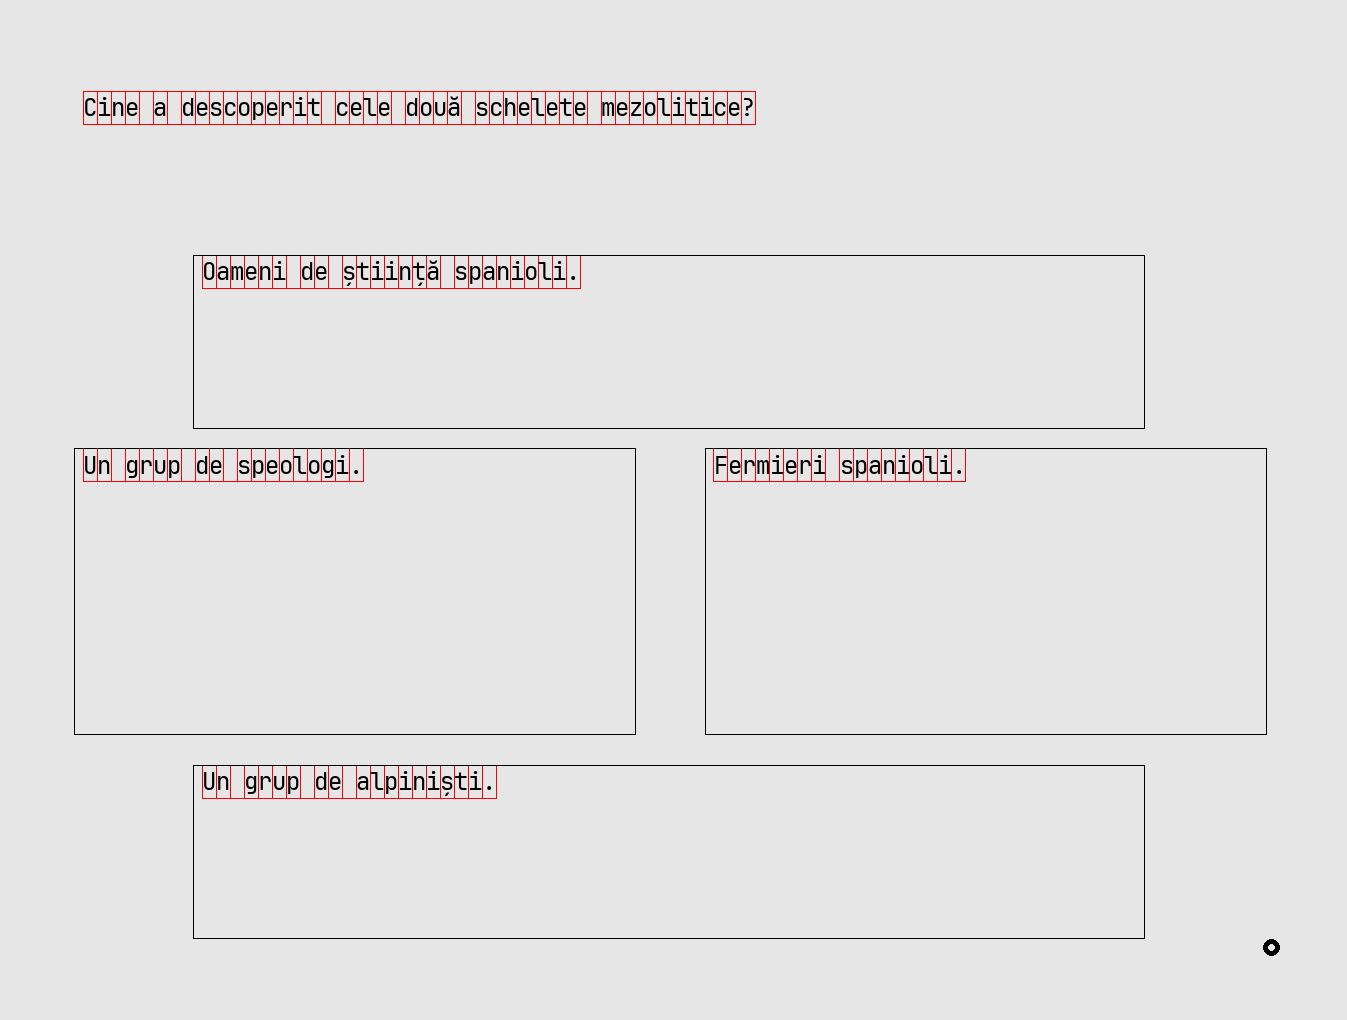 Cine a descoperit cele două schelete mezolitice?
Oameni de știință spanioli.
Un grup de speologi.
Fermieri spanioli.
Un grup de alpiniști.